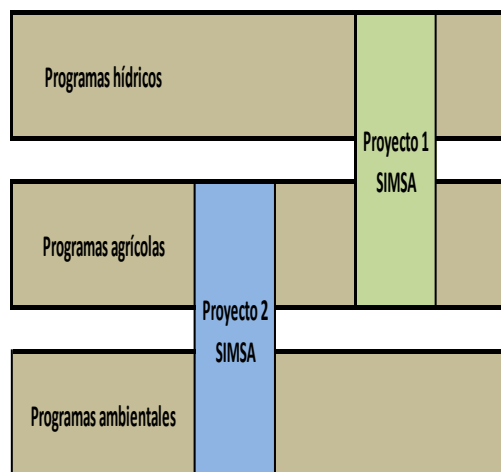 Programas hídricos
Proyecto 1
SIMSA
Programas agrícolas
Proyecto 2
SIMSA
Programas ambientales